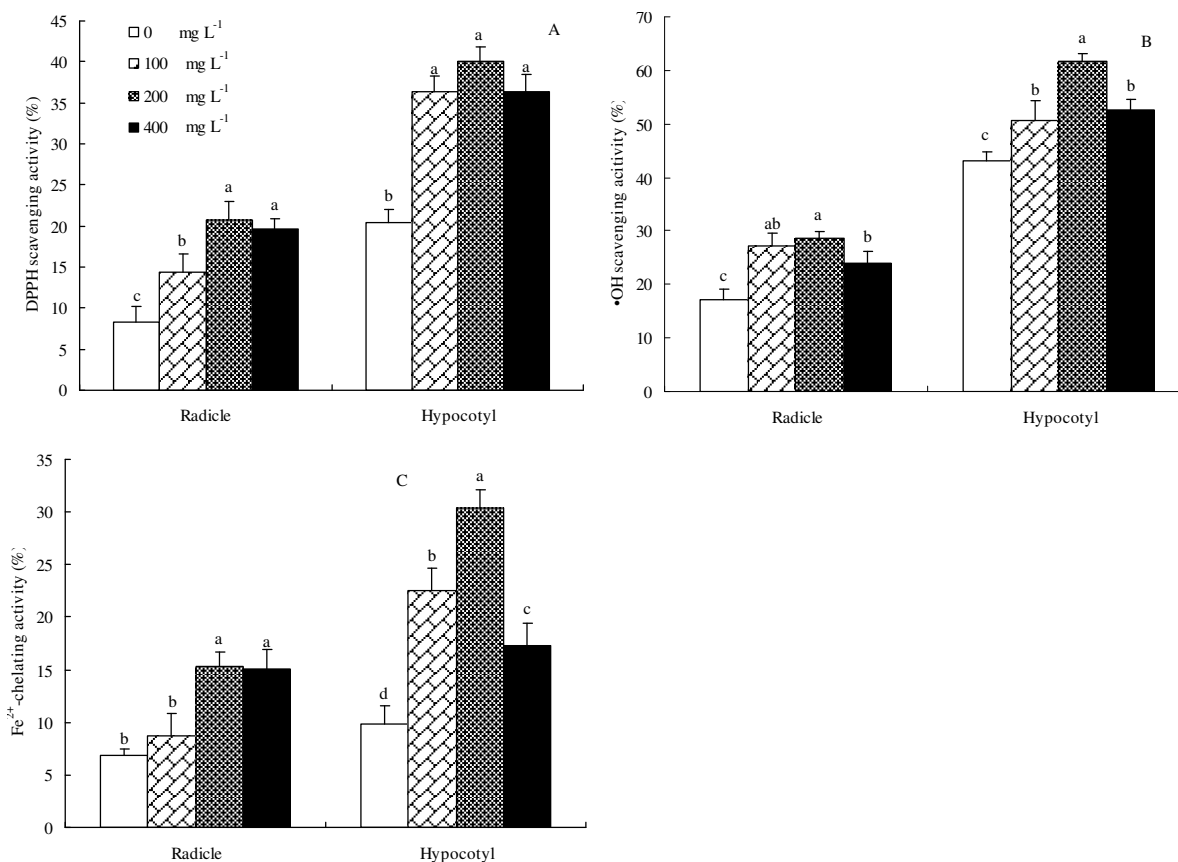 A
0 mg L-1
100 mg L-1
200 mg L-1
400 mg L-1
DPPH scavenging activity (%)
45
40
35
30
25
20
15
10
5
0
c
b
a
a
b
a
a
a
Radicle
Hypocotyl
B
•OH scavenging acitivity (%)
70
60
50
40
30
20
10
0
c
ab
a
b
c
b
a
b
Radicle
Hypocotyl
C
Fe2+-chelating activity (%)
35
30
25
20
15
10
5
0
b
b
a
a
d
b
a
c
Radicle
Hypocotyl